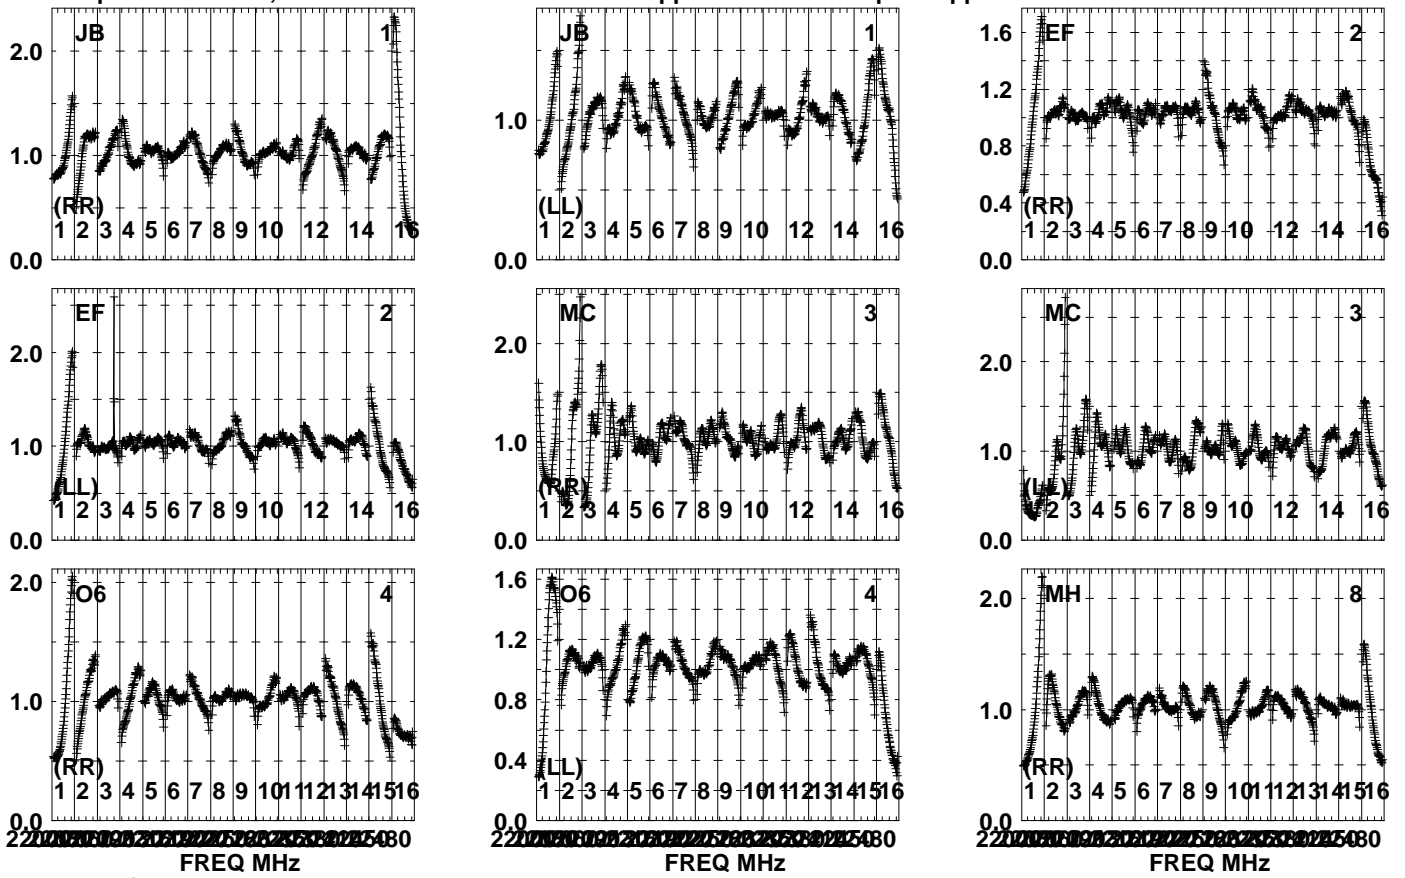 2.0 JB 1
1.0
(RR)
1 2 3 4 5 6 7 8 9 10 12 14 16
0.0
JB 1
1.0
(LL)
1 2 3 4 5 6 7 8 9 10 12 14 16
0.0
1.6 EF 2
1.2
0.8
0.4 (RR)
1 2 3 4 5 6 7 8 9 10 12 14 16
0.0
EF 2
2.0
1.0
(LL)
1 2 3 4 5 6 7 8 9 10 12 14 16
0.0
MC 3
2.0
1.0
(RR)
1 2 3 4 5 6 7 8 9 10 12 14 16
0.0
MC 3
2.0
1.0
(LL)
1 2 3 4 5 6 7 8 9 10 12 14 16
0.0
2.0 O6 4
1.0
(RR)
1 2 3 4 5 6 7 8 9 10 11 12 13 14 15 16
0.0
FREQ MHz
1.6 O6 4
1.2
0.8
0.4 (LL)
1 2 3 4 5 6 7 8 9 10 11 12 13 14 15 16
0.0
FREQ MHz
2.0 MH 8
1.0
(RR)
1 2 3 4 5 6 7 8 9 10 11 12 13 14 15 16
0.0
FREQ MHz